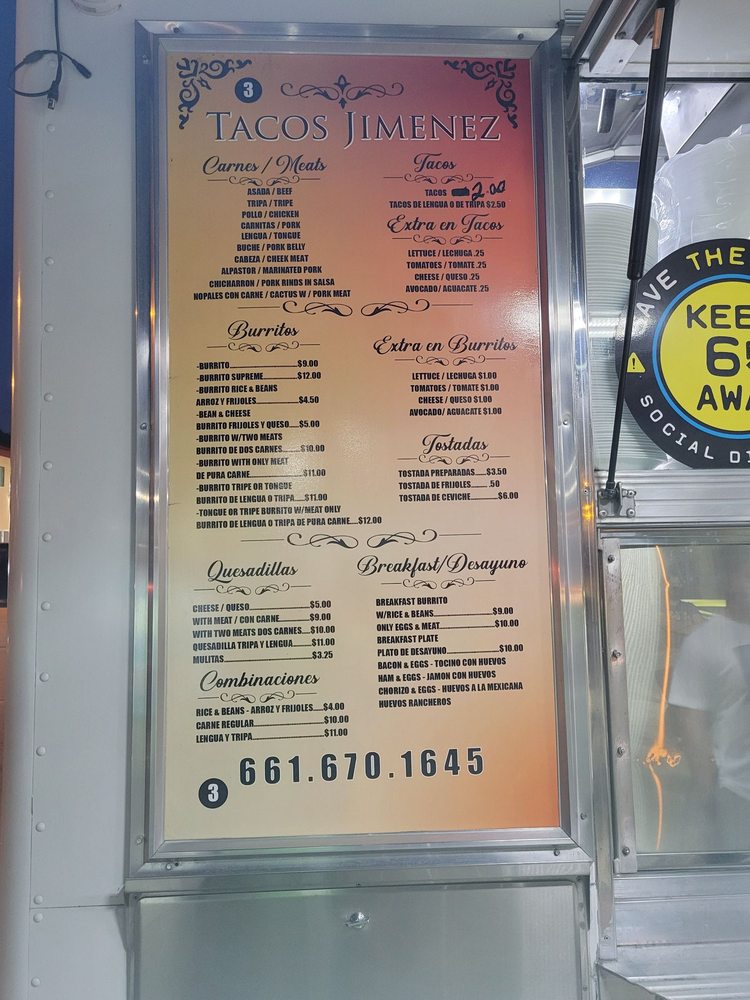 3
TACOS JIMENEZ
Carnes / Meats
ASADA / BEEF
TRIPA / TRIPE
POLLO / CHICKEN
CARNITAS / PORK
LENGUA / TONGUE
BUCHE / PORK BELLY
CABEZA / CHEEK MEAT
ALPASTOR / MARINATED PORK
CHICHARRON / PORK RINDS IN SALSA
NOPALES CON CARNE / CACTUS W / PORK MEAT
Tacos
TACOS 2.00
TACOS DE LENGUA O DE TRIPA $2.50
Extra en Tacos
LETTUCE / LECHUGA .25
TOMATOES / TOMATE .25
CHEESE / QUESO .25
AVOCADO/ AGUACATE .25
Burritos
-BURRITO.......................$9.00
-BURRITO SUPREME...............$12.00
-BURRITO RICE & BEANS
ARROZ Y FRIJOLES...................$4.50
-BEAN & CHEESE
BURRITO FRIJOLES Y QUESO.....$5.00
-BURRITO W/TWO MEATS
BURRITO DE DOS CARNES.........$10.00
-BURRITO WITH ONLY MEAT
DE PURA CARNE.......................$11.00
-BURRITO TRIPE OR TONGUE
BURRITO DE LENGUA O TRIPA.....$11.00
-TONGUE OR TRIPE BURRITO W/MEAT ONLY
BURRITO DE LENGUA O TRIPA DE PURA CARNE....$12.00
Extra en Burritos
LETTUCE / LECHUGA $1.00
TOMATOES / TOMATE $1.00
CHEESE / QUESO $1.00
AVOCADO/ AGUACATE $1.00
Tostadas
TOSTADA PREPARADAS.....$3.50
TOSTADA DE FRIJOLES....... .50
TOSTADA DE CEVICHE............$6.00
Quesadillas
CHEESE / QUESO...........................$5.00
WITH MEAT / CON CARNE.............$9.00
WITH TWO MEATS DOS CARNES....$10.00
QUESADILLA TRIPA Y LENGUA........$11.00
MULITAS.......................................$3.25
Breakfast/Desayuno
BREAKFAST BURRITO
W/RICE & BEANS..........................$9.00
ONLY EGGS & MEAT........................$10.00
BREAKFAST PLATE
PLATO DE DESAYUNO.......................$10.00
BACON & EGGS - TOCINO CON HUEVOS
HAM & EGGS - JAMON CON HUEVOS
CHORIZO & EGGS - HUEVOS A LA MEXICANA
HUEVOS RANCHEROS
Combinaciones
RICE & BEANS - ARROZ Y FRIJOLES.....$4.00
CARNE REGULAR...............................$10.00
LENGUA Y TRIPA...............................$11.00
3
661.670.1645
THE
KEE
AWA
SOCIAL DI